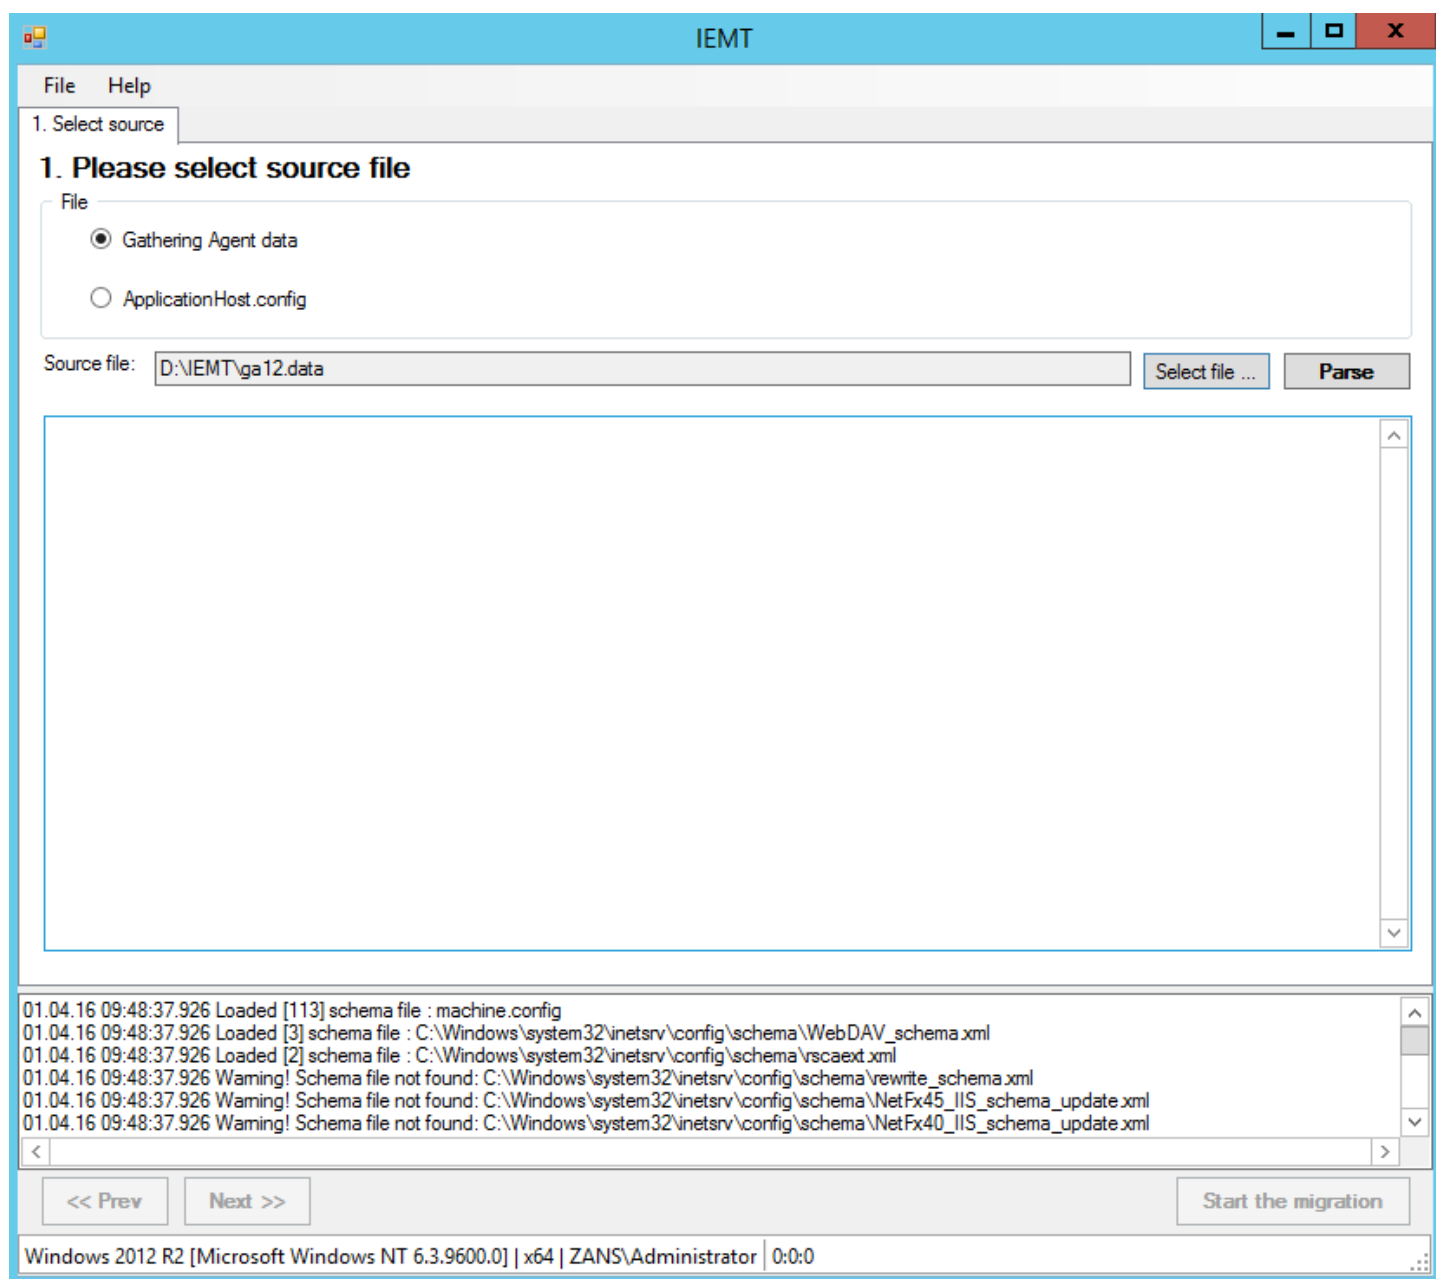 IEMT
File Help
1. Select source
1. Please select source file
File
Gathering Agent data
ApplicationHost.config
Source file: D:\IEMT\ga12.data Select file ... Parse
01.04.16 09:48:37.926 Loaded [113] schema file : machine.config
01.04.16 09:48:37.926 Loaded [3] schema file : C:\Windows\system32\inetsrv\config\schema\WebDAV_schema.xml
01.04.16 09:48:37.926 Loaded [2] schema file : C:\Windows\system32\inetsrv\config\schema\rscaext.xml
01.04.16 09:48:37.926 Warning! Schema file not found: C:\Windows\system32\inetsrv\config\schema\rewrite_schema.xml
01.04.16 09:48:37.926 Warning! Schema file not found: C:\Windows\system32\inetsrv\config\schema\NetFx45_IIS_schema_update.xml
01.04.16 09:48:37.926 Warning! Schema file not found: C:\Windows\system32\inetsrv\config\schema\NetFx40_IIS_schema_update.xml
<< Prev Next >> Start the migration
Windows 2012 R2 [Microsoft Windows NT 6.3.9600.0] | x64 | ZANS\Administrator 0:0:0